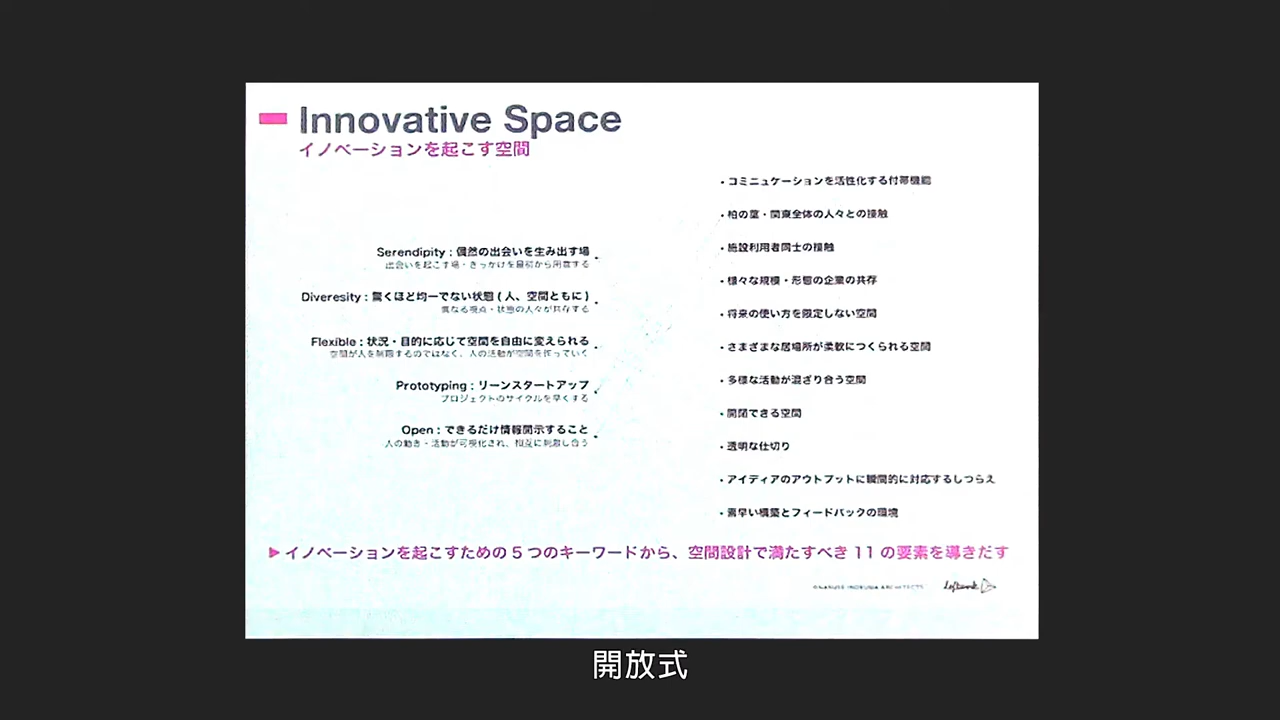 Innovative Space
イノベーションを起こす空間
Serendipity : 偶然の出会いを生み出す場
出会いを起こす場・きっかけを最初から用意する
Diveresity : 驚くほど均一でない状態 ( 人、空間ともに )
異なる視点・状態の人々が共存する
Flexible : 状況・目的に応じて空間を自由に変えられる
空間が人を制限するのではなく、人の活動が空間を作っていく
Prototyping : リーンスタートアップ
プロジェクトのサイクルを早くする
Open : できるだけ情報開示すること
人の動き・活動が可視化され、相互に刺激し合う
・コミニュケーションを活性化する付帯機能
・柏の葉・関東全体の人々との接触
・施設利用者同士の接触
・様々な規模・形態の企業の共存
・将来の使い方を限定しない空間
・さまざまな居場所が柔軟につくられる空間
・多様な活動が混ざり合う空間
・開閉できる空間
・透明な仕切り
・アイディアのアウトプットに瞬間的に対応するしつらえ
・素早い構築とフィードバックの環境
▶ イノベーションを起こすための 5 つのキーワードから、空間設計で満たすべき 11 の要素を導きだす
©NARUSE INOKUMA ARCHITECTS
開放式